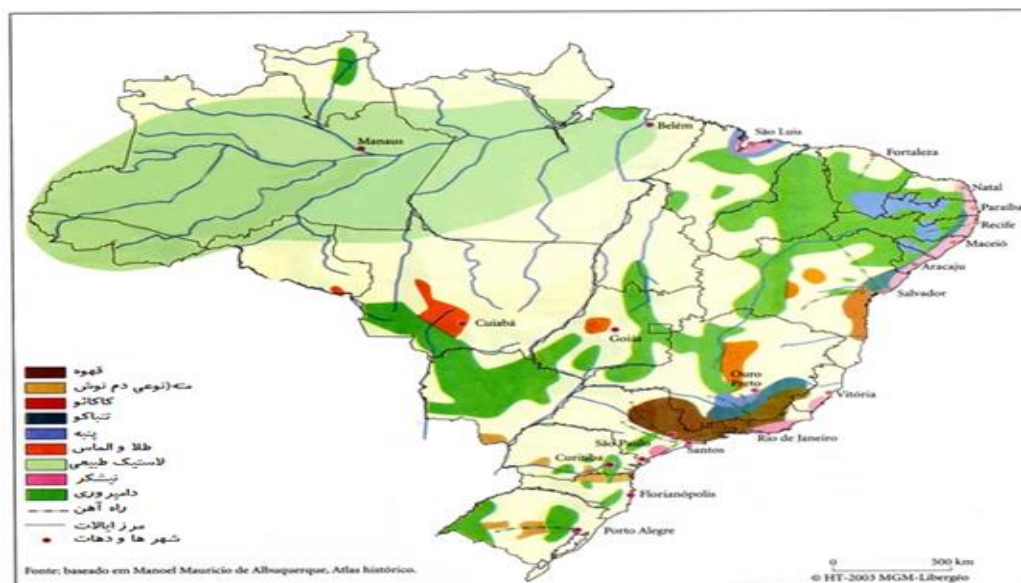 Belém
São Luis
Manaus
Fortaleza
Natal
Paraíba
Recife
Maceió
Aracaju
Salvador
Cuiabá
Goiás
Ouro
Preto
Vitória
São Paulo
Rio de Janeiro
Santos
Curitiba
Florianópolis
Porto Alegre
قهوه
مته(نوعی دم نوش
کاکائو
تنباکو
پنبه
طلا و الماس
لاستیک طبیعی
نیشکر
دامپروری
راه آهن
مرز ایالات
شهر ها و دهات
0 500 km
Fonte: baseado em Manoel Maurício de Albuquerque, Atlas histórico.
© HT-2003 MGM-Libergéo